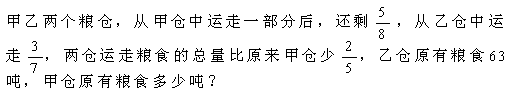 甲乙两个粮仓，从甲仓中运走一部分后，还剩5/8，从乙仓中运
走3/7，两仓运走粮食的总量比原来甲仓少2/5，乙仓原有粮食63
吨，甲仓原有粮食多少吨？